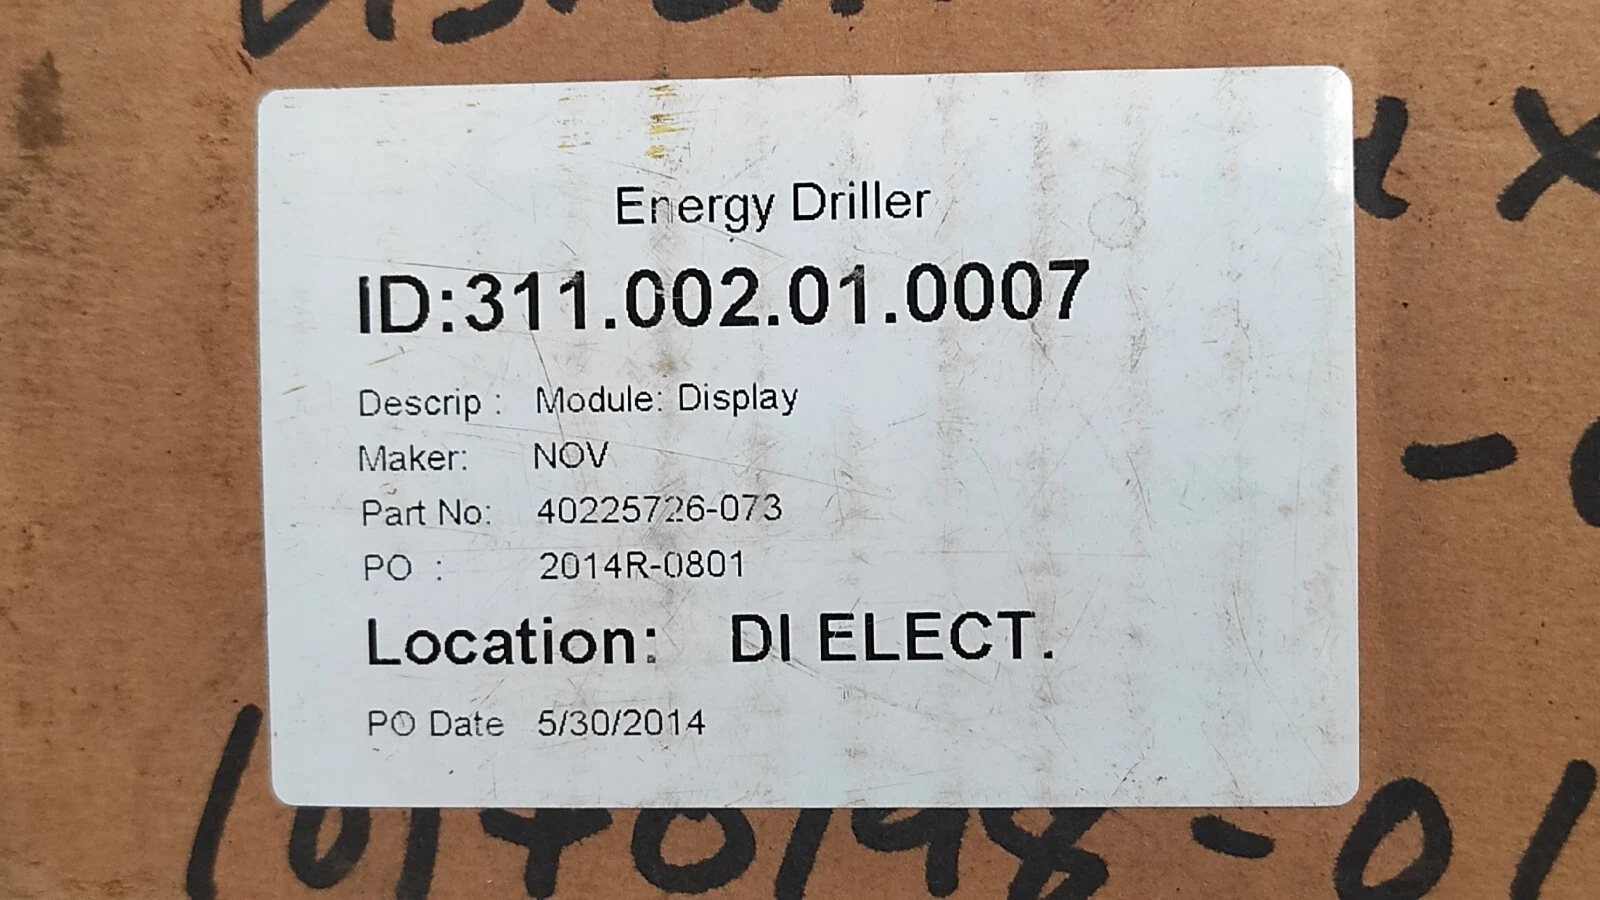 Energy Driller
ID:311.002.01.0007
Descrip : Module: Display
Maker: NOV
Part No: 40225726-073
PO : 2014R-0801
Location: DI ELECT.
PO Date 5/30/2014